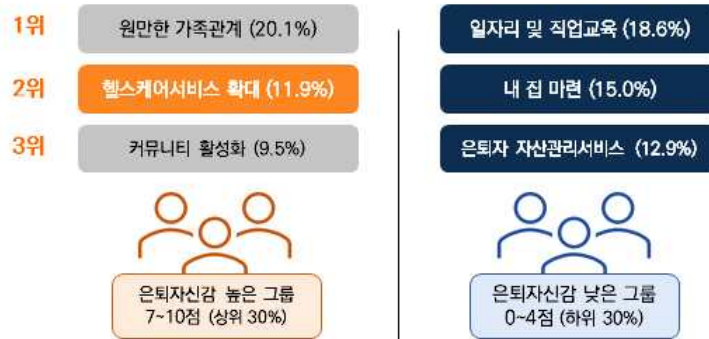 1위 원만한 가족관계 (20.1%) 일자리 및 직업교육 (18.6%)
2위 헬스케어서비스 확대 (11.9%) 내 집 마련 (15.0%)
3위 커뮤니티 활성화 (9.5%) 은퇴자 자산관리서비스 (12.9%)
은퇴자신감 높은 그룹
7~10점 (상위 30%)
은퇴자신감 낮은 그룹
0~4점 (하위 30%)